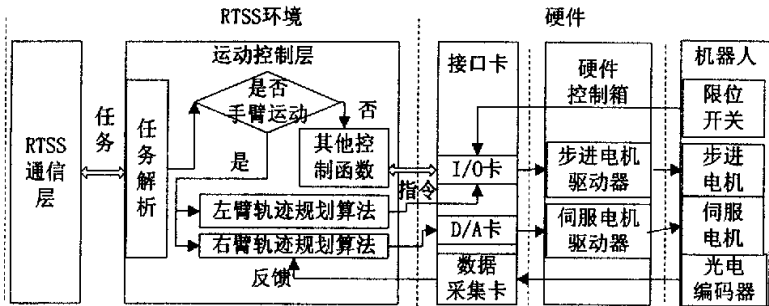 RTSS环境
硬件
运动控制层
接口卡
硬件
控制箱
机器人
RTSS
通信层
任务
任务
解析
是否
手臂运动
否
是
其他控
制函数
左臂轨迹规划算法
右臂轨迹规划算法
反馈
指令
I/O卡
D/A卡
数据
采集卡
步进电机
驱动器
伺服电机
驱动器
限位
开关
步进
电机
伺服
电机
光电
编码器